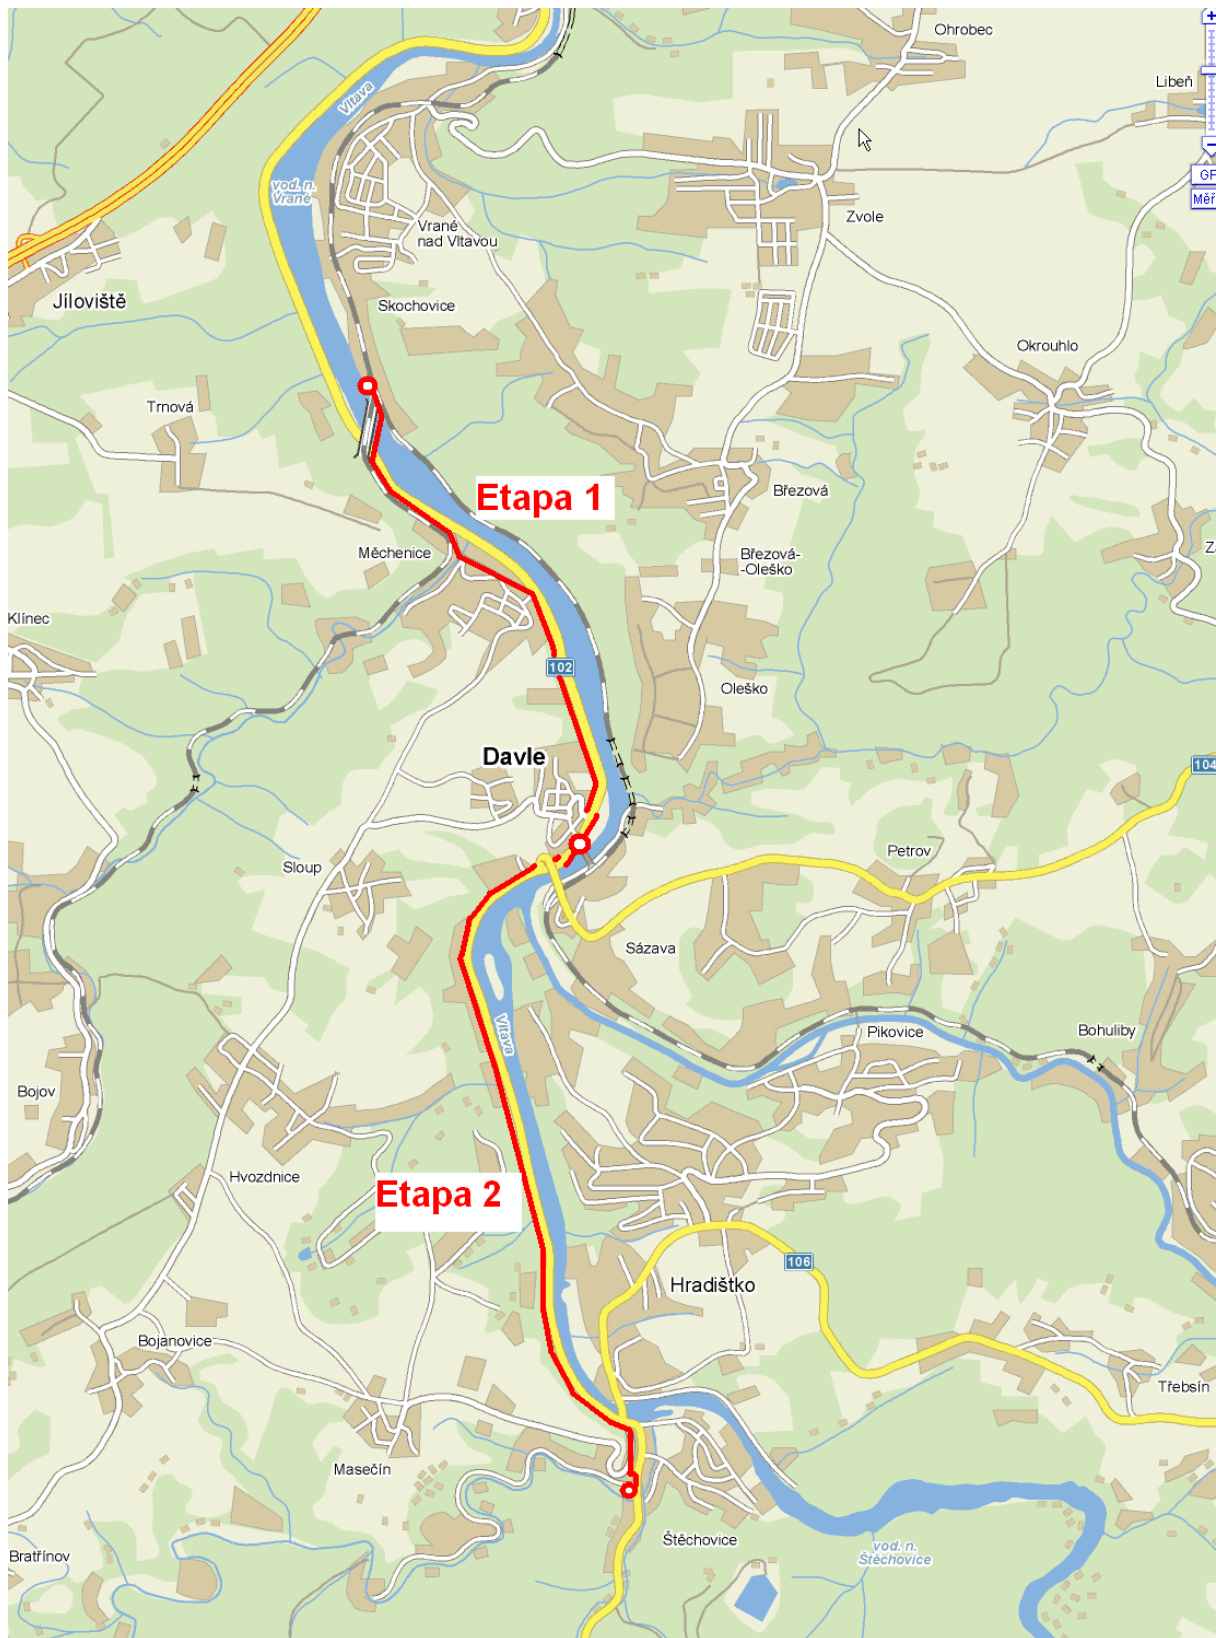 Ohrobec
Libeň
Vltava
vod. n.
Vrané
GP
Měř
Vrané
nad Vltavou
Zvole
Jíloviště
Skochovice
Okrouhlo
Trnová
Etapa 1
Březová
Měchenice
Březová-
-Oleško
Klínec
102
Oleško
Davle
104
Petrov
Sloup
Sázava
Vltava
Pikovice
Bohuliby
Bojov
Hvozdnice
Etapa 2
106
Hradištko
Bojanovice
Třebsín
Masečín
Štěchovice
vod. n.
Štěchovice
Bratřínov